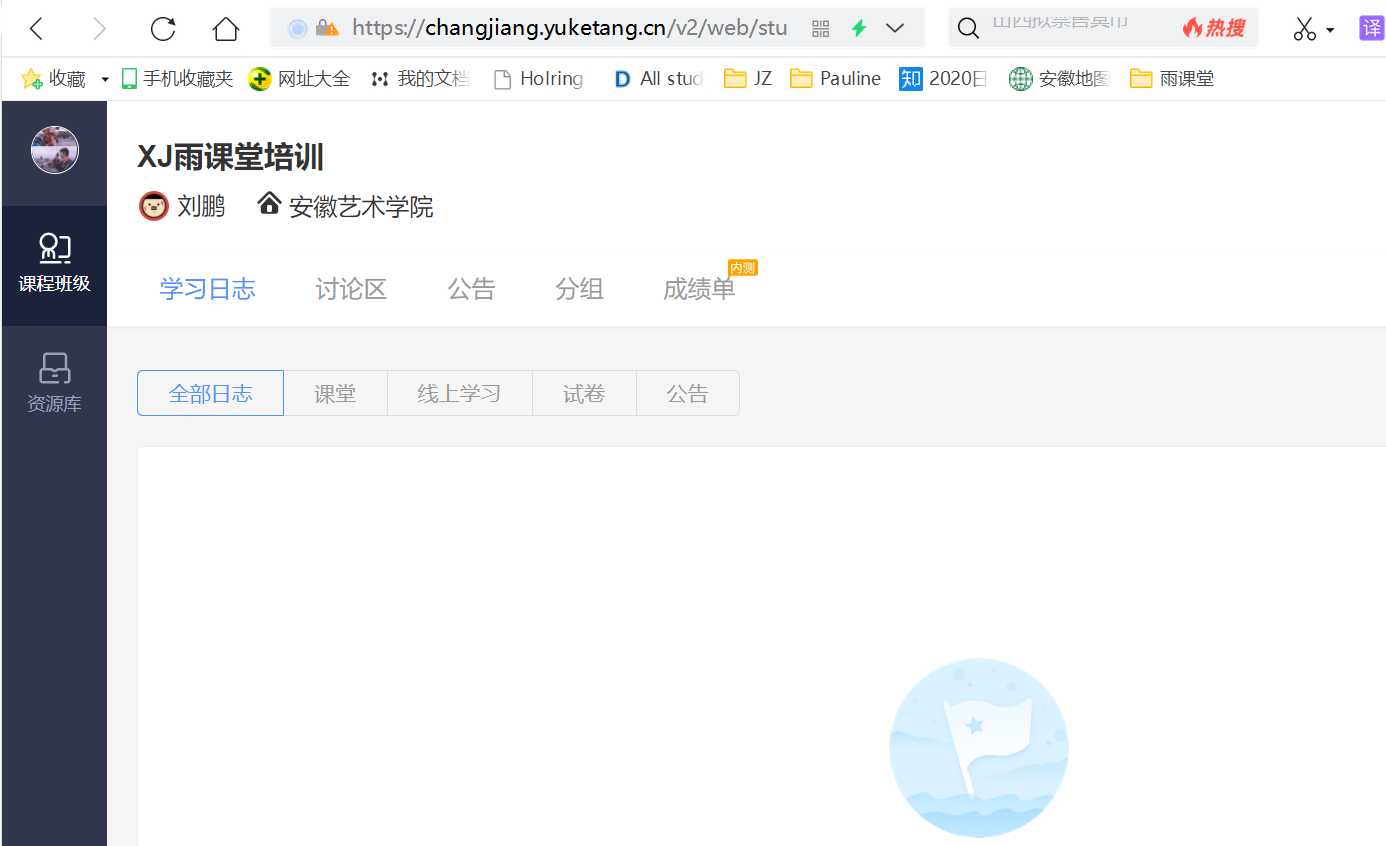 https://changjiang.yuketang.cn/v2/web/stu 热搜 译
收藏 手机收藏夹 网址大全 我的文档 Holring All stud JZ Pauline 知 2020日 安徽地图 雨课堂
XJ雨课堂培训
刘鹏 安徽艺术学院
课程班级
内测
学习日志 讨论区 公告 分组 成绩单
资源库
全部日志 课堂 线上学习 试卷 公告